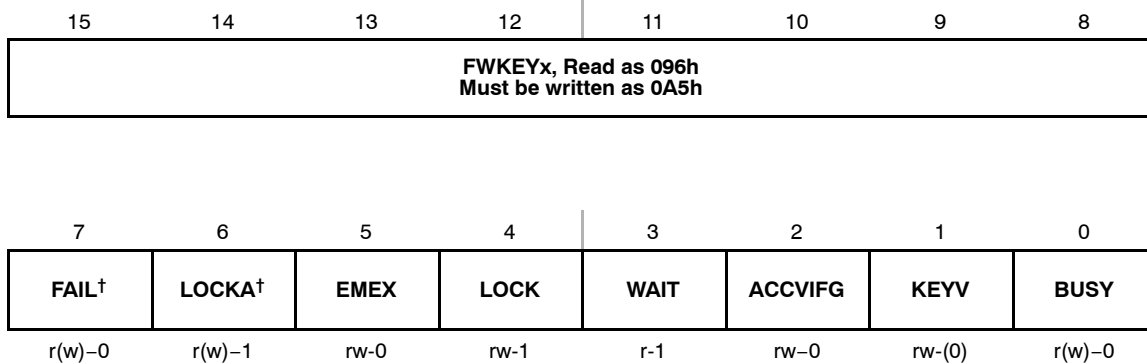 15 14 13 12 11 10 9 8
FWKEYx, Read as 096h
Must be written as 0A5h
7 6 5 4 3 2 1 0
FAIL† LOCKA† EMEX LOCK WAIT ACCVIFG KEYV BUSY
r(w)−0 r(w)−1 rw-0 rw-1 r-1 rw−0 rw-(0) r(w)−0